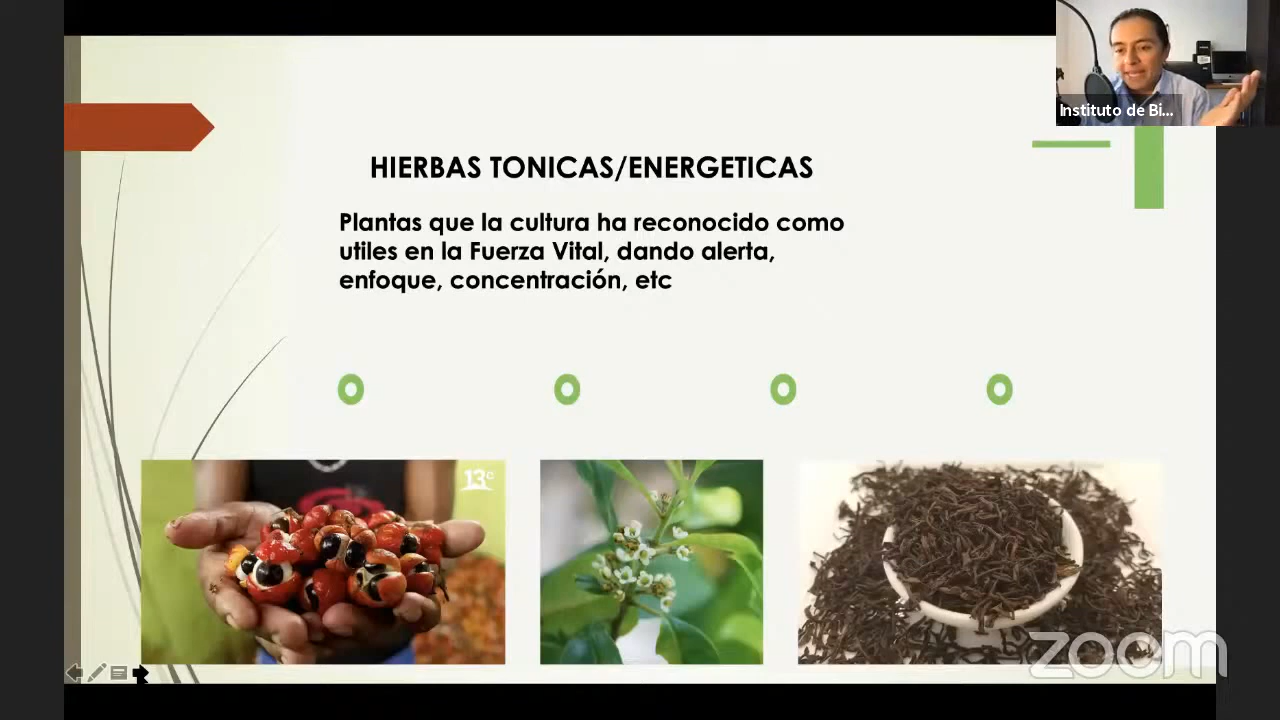 Instituto de Bi...
HIERBAS TONICAS/ENERGETICAS
Plantas que la cultura ha reconocido como
utiles en la Fuerza Vital, dando alerta,
enfoque, concentración, etc
13c
zoom